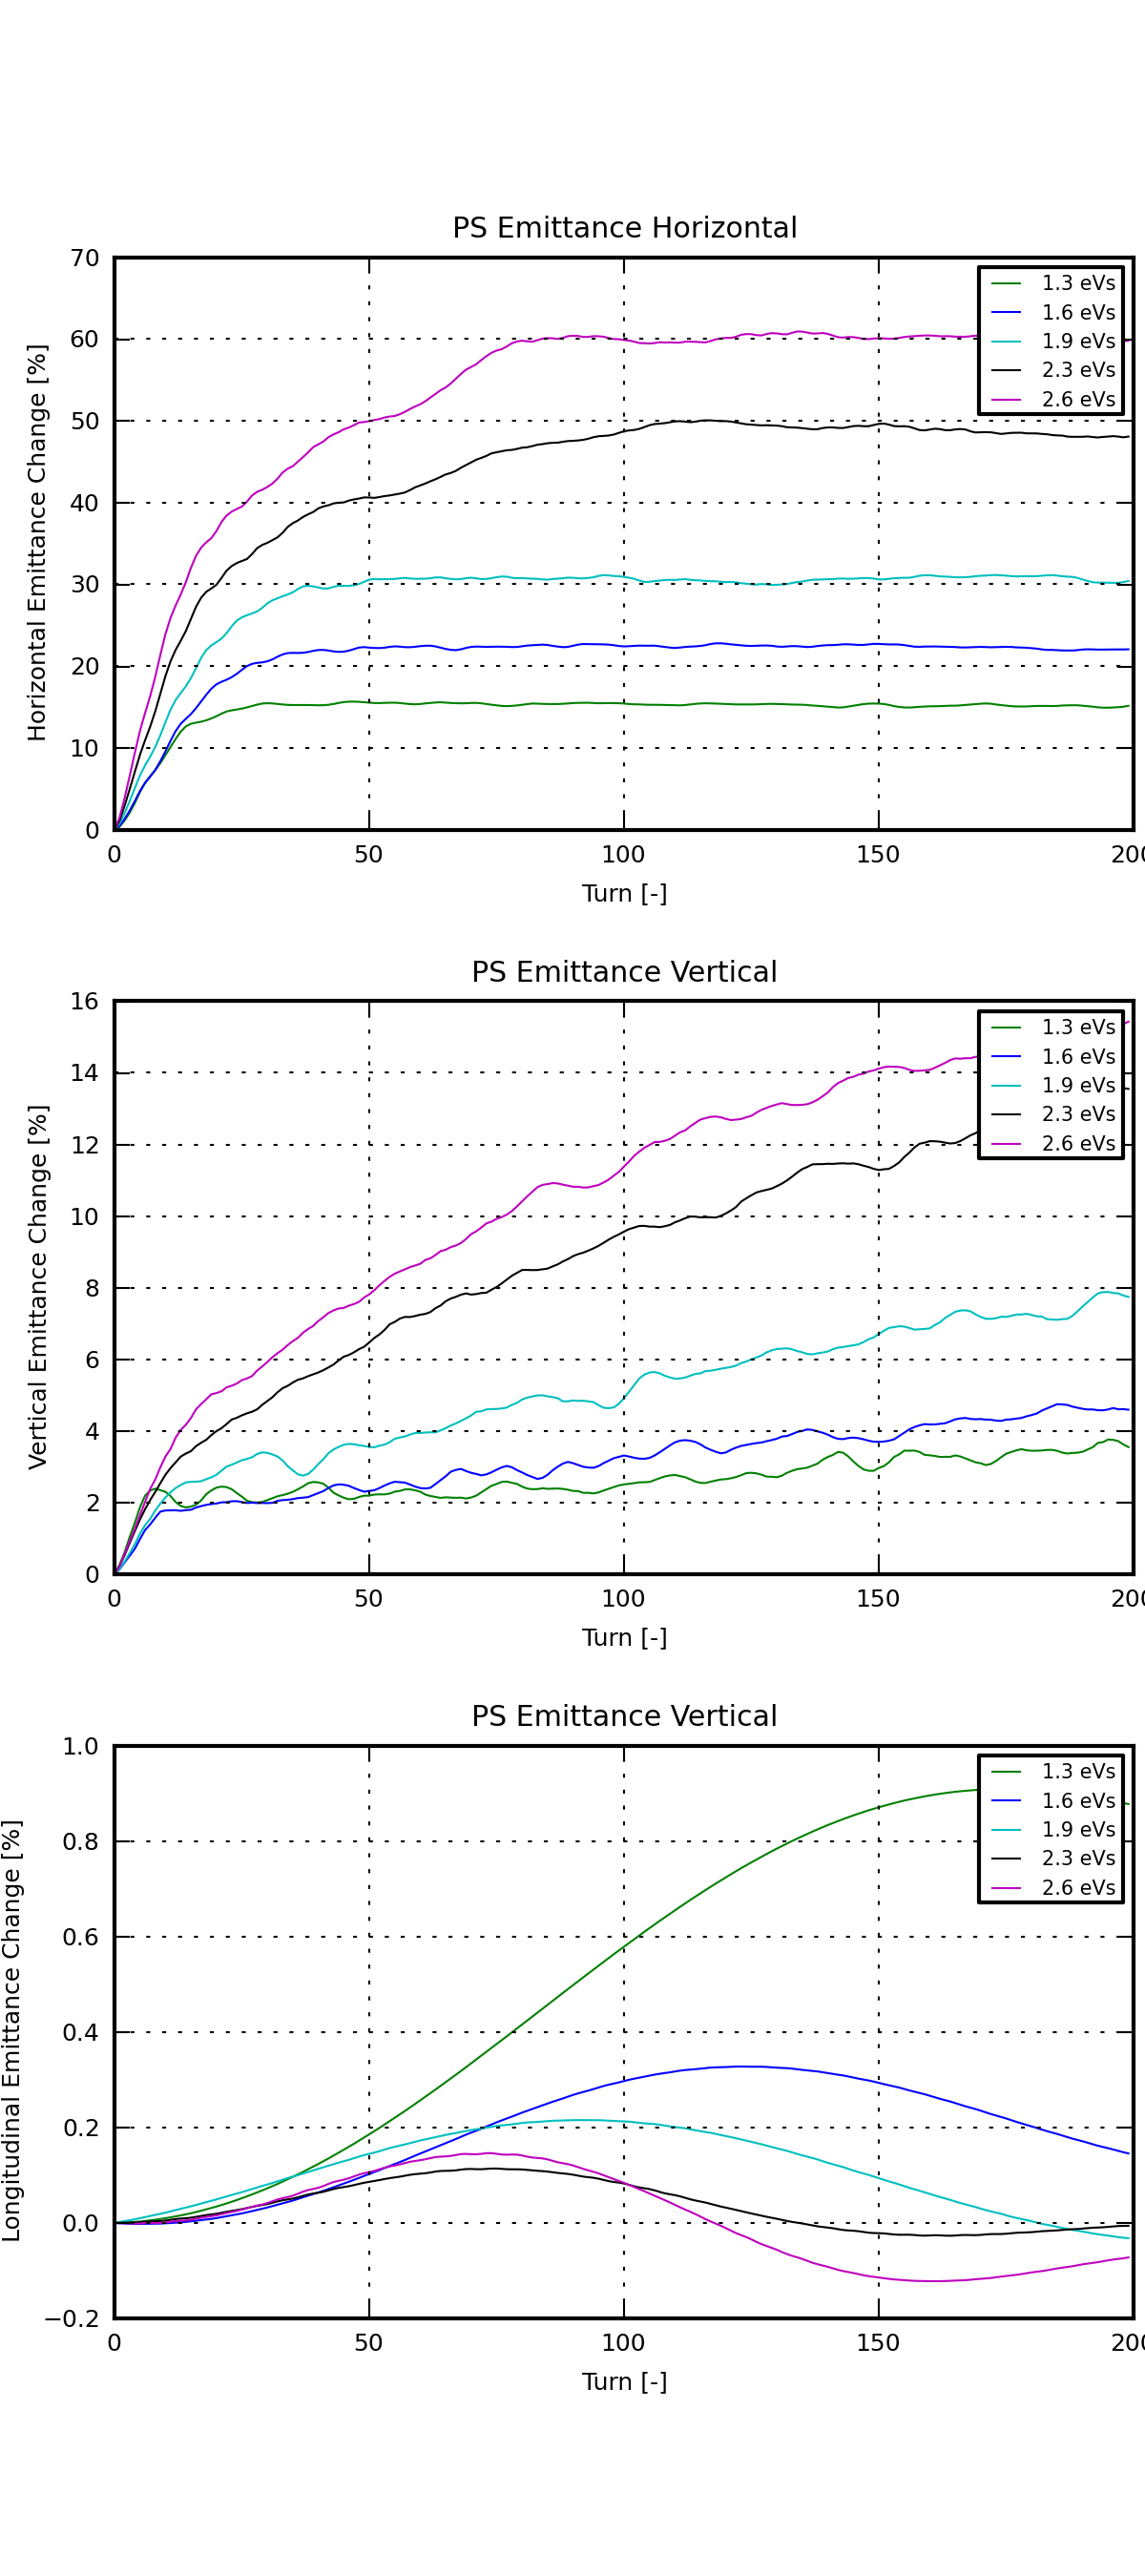 PS Emittance Horizontal
70
60
50
40
30
20
10
0
Horizontal Emittance Change [%]
1.3 eVs
1.6 eVs
1.9 eVs
2.3 eVs
2.6 eVs
0 50 100 150 200
Turn [-]
PS Emittance Vertical
16
14
12
10
8
6
4
2
0
Vertical Emittance Change [%]
1.3 eVs
1.6 eVs
1.9 eVs
2.3 eVs
2.6 eVs
0 50 100 150 200
Turn [-]
PS Emittance Vertical
1.0
0.8
0.6
0.4
0.2
0.0
−0.2
Longitudinal Emittance Change [%]
1.3 eVs
1.6 eVs
1.9 eVs
2.3 eVs
2.6 eVs
0 50 100 150 200
Turn [-]